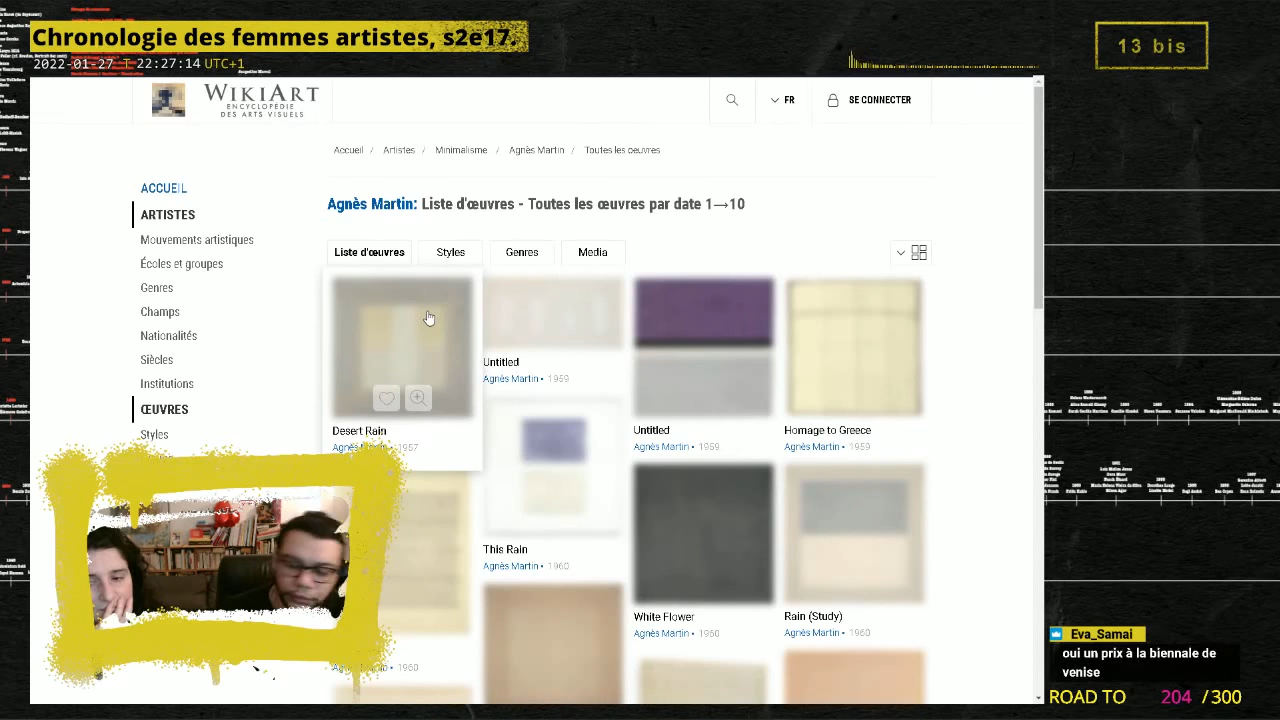 Chronologie des femmes artistes, s2e17.
2022-01-27 T 22:27:14 UTC+1
13 bis
WIKIART
ENCYCLOPÉDIE
DES ARTS VISUELS
FR
SE CONNECTER
Accueil / Artistes / Minimalisme / Agnès Martin / Toutes les œuvres
ACCUEIL
ARTISTES
Mouvements artistiques
Écoles et groupes
Genres
Champs
Nationalités
Siècles
Institutions
ŒUVRES
Styles
Agnès Martin: Liste d'œuvres - Toutes les œuvres par date 1→10
Liste d'œuvres
Styles
Genres
Media
Desert Rain
1957
Untitled
Agnès Martin • 1959
Untitled
Agnès Martin • 1959
Homage to Greece
Agnès Martin • 1959
This Rain
Agnès Martin • 1960
White Flower
Agnès Martin • 1960
Rain (Study)
Agnès Martin • 1960
1960
Eva_Samai
oui un prix à la biennale de
venise
ROAD TO 204 /300